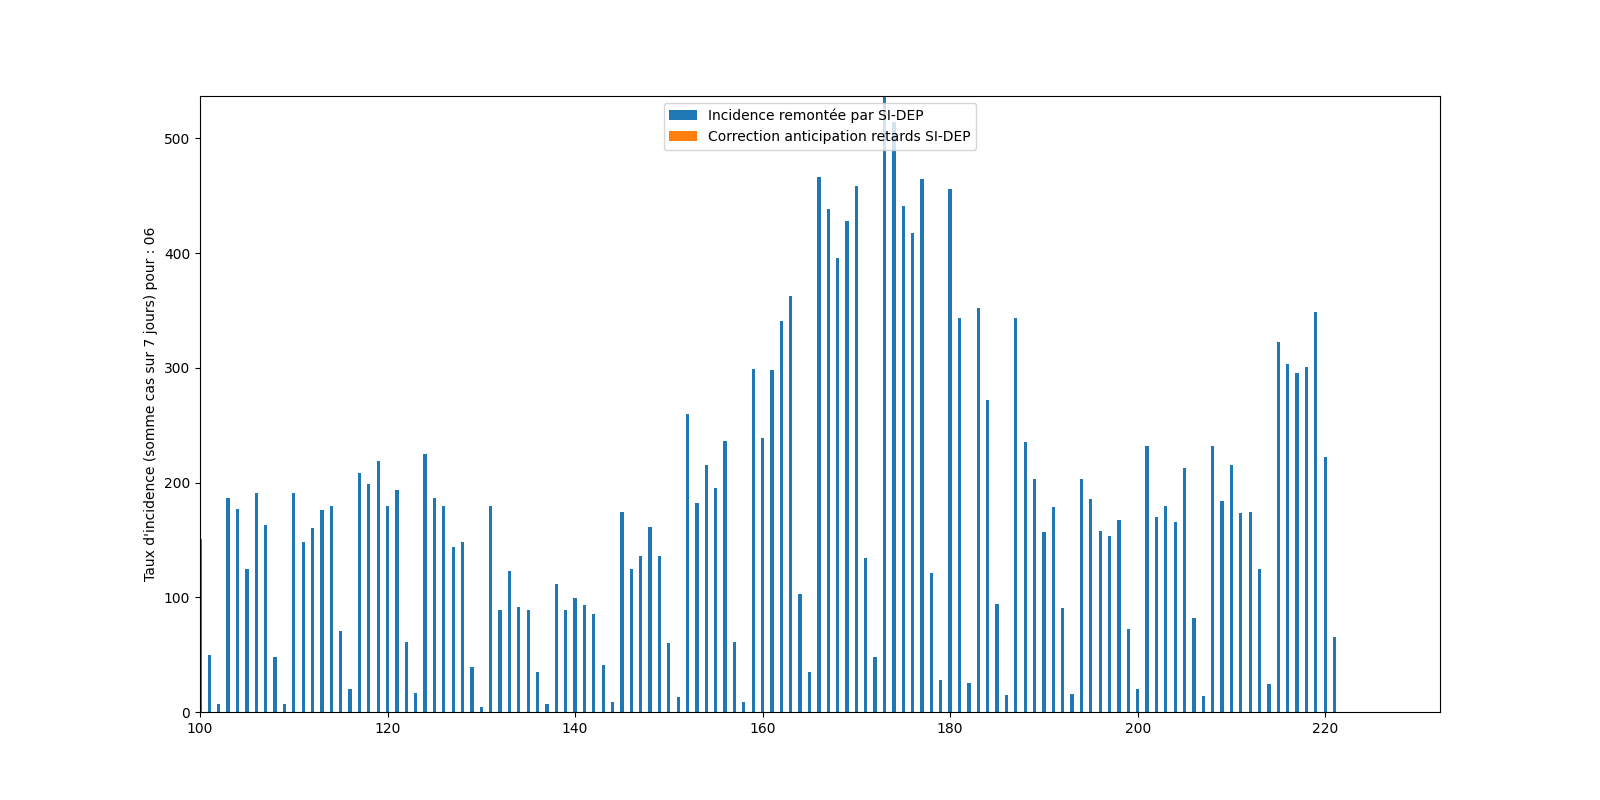 Incidence remontée par SI-DEP
Correction anticipation retards SI-DEP
Taux d'incidence (somme cas sur 7 jours) pour : 06
500
400
300
200
100
0
100 120 140 160 180 200 220